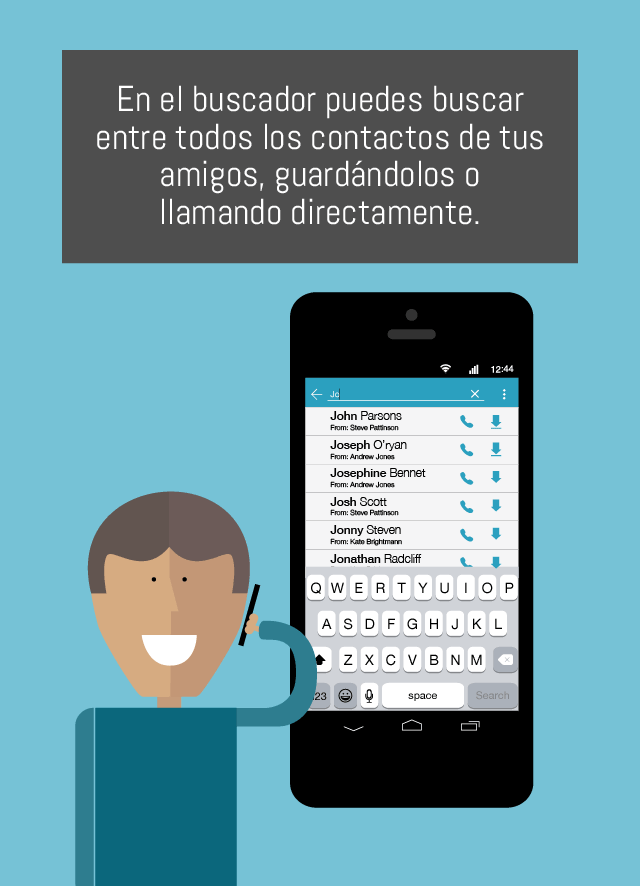 En el buscador puedes buscar
entre todos los contactos de tus
amigos, guardándolos o
llamando directamente.
12:44
Jo
John Parsons
From: Steve Pattinson
Joseph O'ryan
From: Andrew Jones
Josephine Bennet
From: Andrew Jones
Josh Scott
From: Steve Pattinson
Jonny Steven
From: Kate Brightmann
Jonathan Radcliff
Q W E R T Y U I O P
A S D F G H J K L
Z X C V B N M
23 space Search